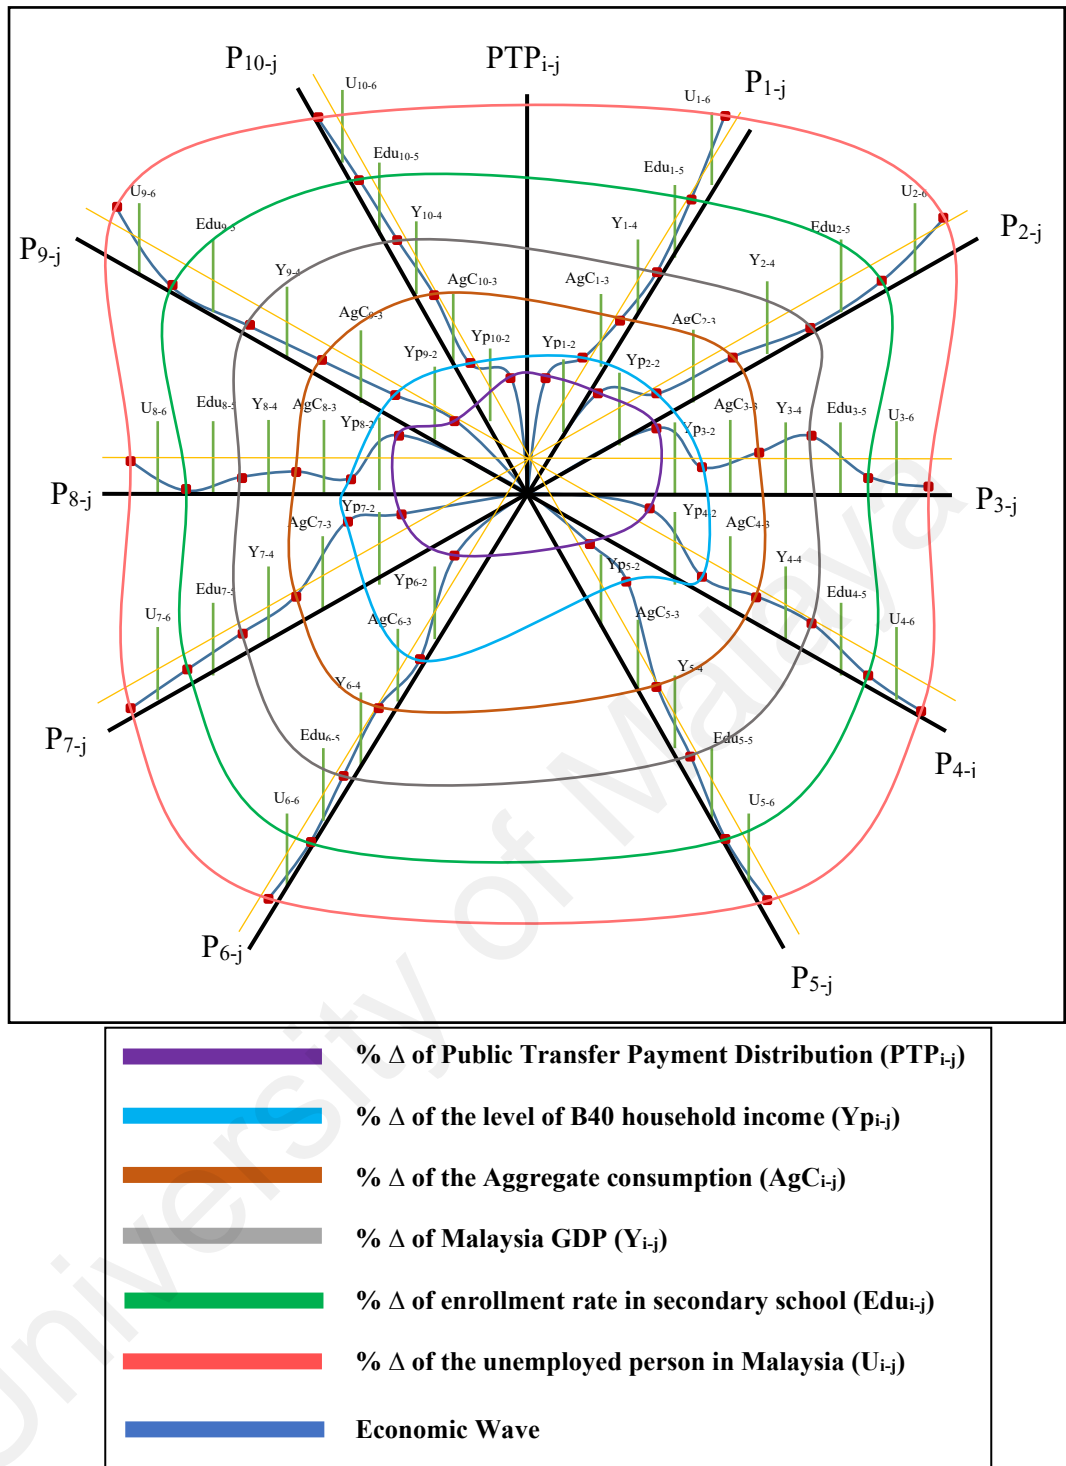 PTPi-j
P10-j
P1-j
U10-6
U1-6
Edu10-5
Edu1-5
U9-6
U2-6
Edu9-5
Y10-4
Y1-4
Edu2-5
P9-j
P2-j
Y9-4
AgC10-3
AgC1-3
Y2-4
AgC9-3
Yp10-2
Yp1-2
AgC2-3
Yp9-2
Yp2-2
U8-6
Edu8-5
Y8-4
AgC8-3
Yp8-2
Yp3-2
AgC3-3
Y3-4
Edu3-5
U3-6
P8-j
P3-j
Yp7-2
Yp4-2
AgC7-3
AgC4-3
Y7-4
Yp6-2
Yp5-2
Y4-4
Edu7-5
Edu4-5
U7-6
AgC6-3
AgC5-3
U4-6
Y6-4
Y5-4
P7-j
P4-j
Edu6-5
Edu5-5
U6-6
U5-6
P6-j
P5-j
% Δ of Public Transfer Payment Distribution (PTPi-j)
% Δ of the level of B40 household income (Ypi-j)
% Δ of the Aggregate consumption (AgCi-j)
% Δ of Malaysia GDP (Yi-j)
% Δ of enrollment rate in secondary school (Edui-j)
% Δ of the unemployed person in Malaysia (Ui-j)
Economic Wave
University of Malaya